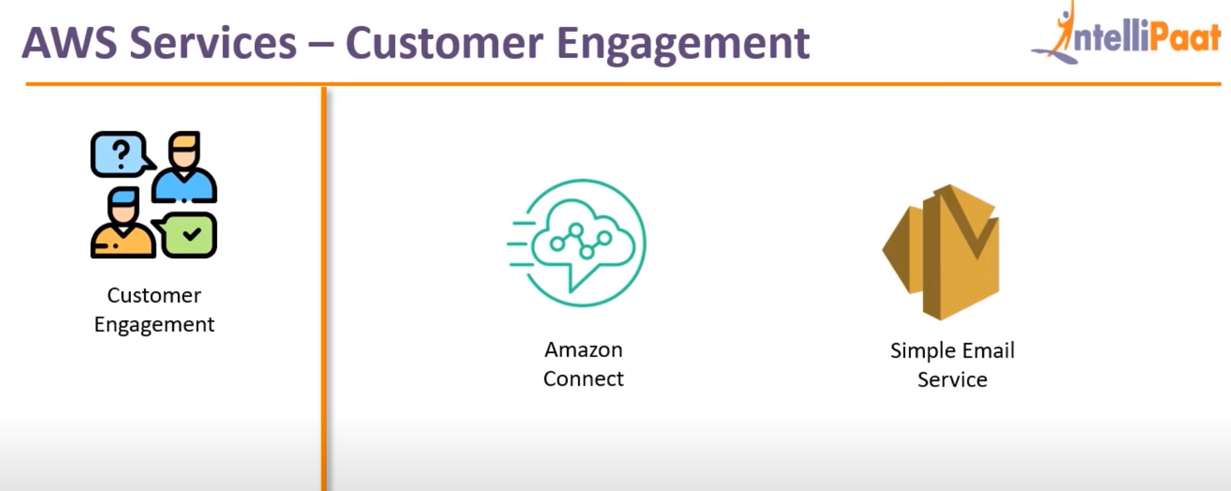 AWS Services – Customer Engagement
IntelliPaat
?
Customer
Engagement
Amazon
Connect
Simple Email
Service